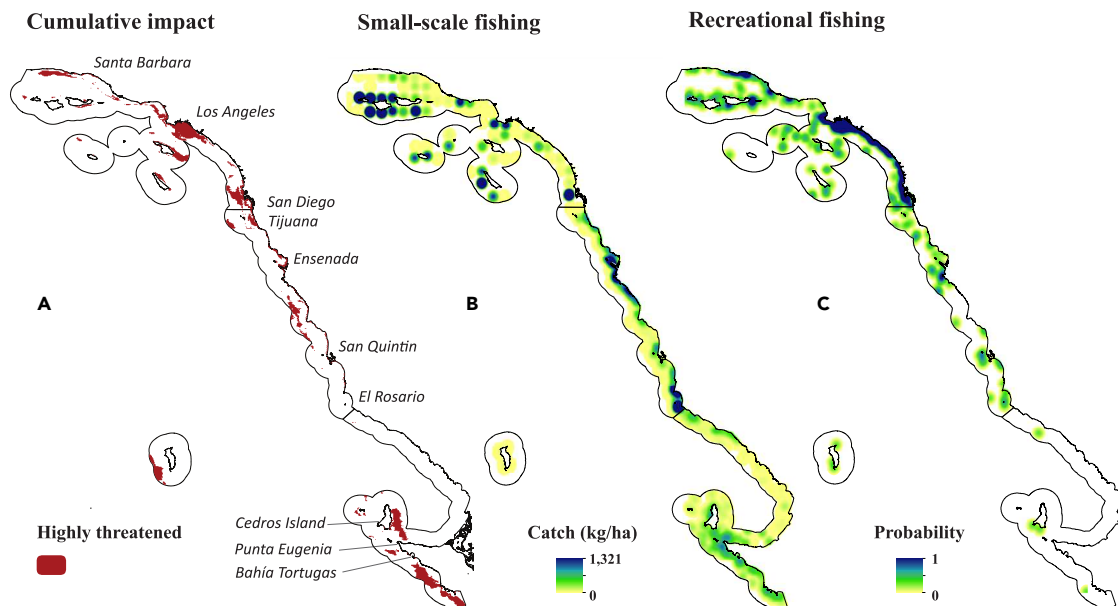 Cumulative impact
Small-scale fishing
Recreational fishing
Santa Barbara
Los Angeles
San Diego
Tijuana
Ensenada
A
B
C
San Quintin
El Rosario
Cedros Island
Punta Eugenia
Bahía Tortugas
Highly threatened
Catch (kg/ha)
1,321
0
Probability
1
0